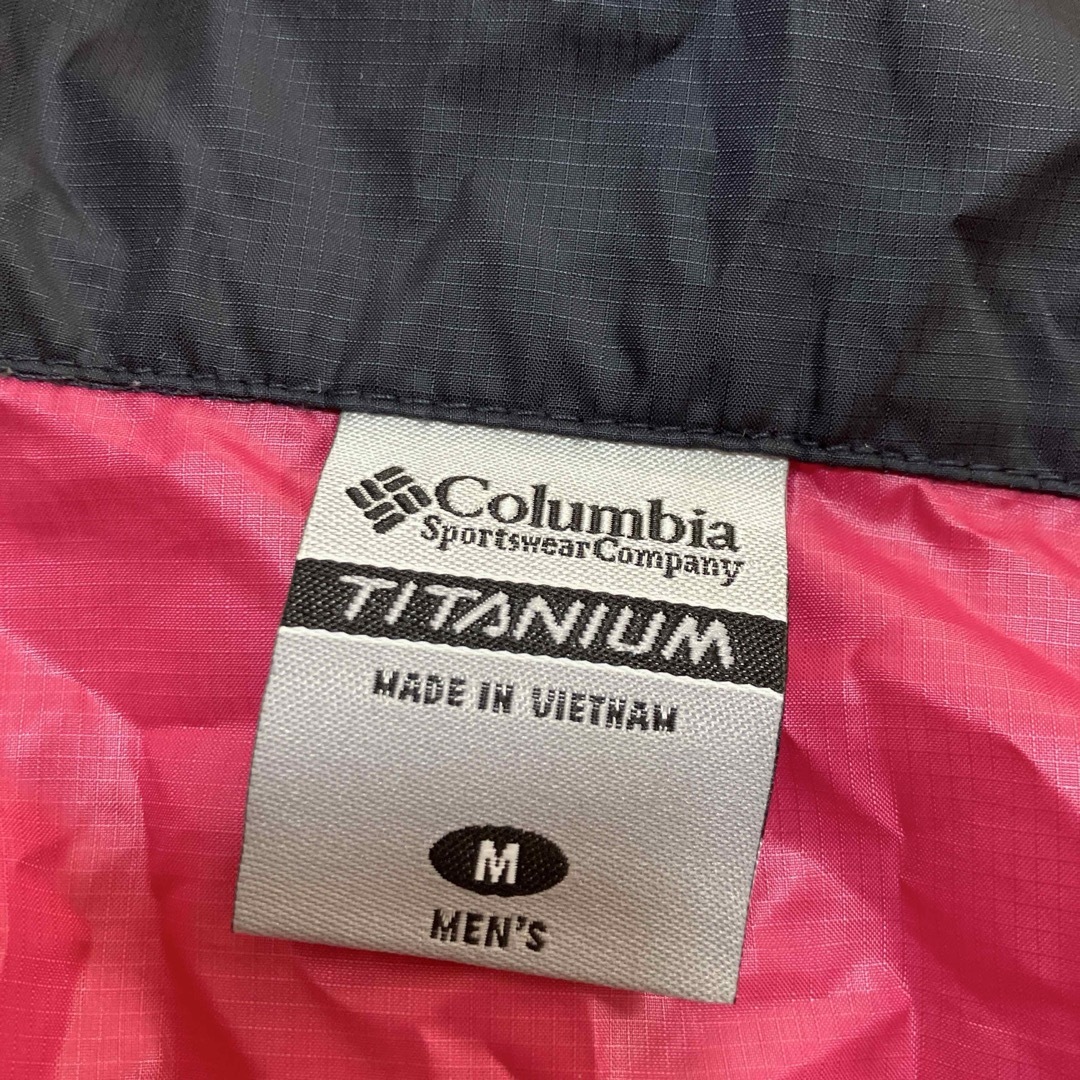 Columbia
Sportswear Company
TITANIUM
MADE IN VIETNAM
M
MEN'S